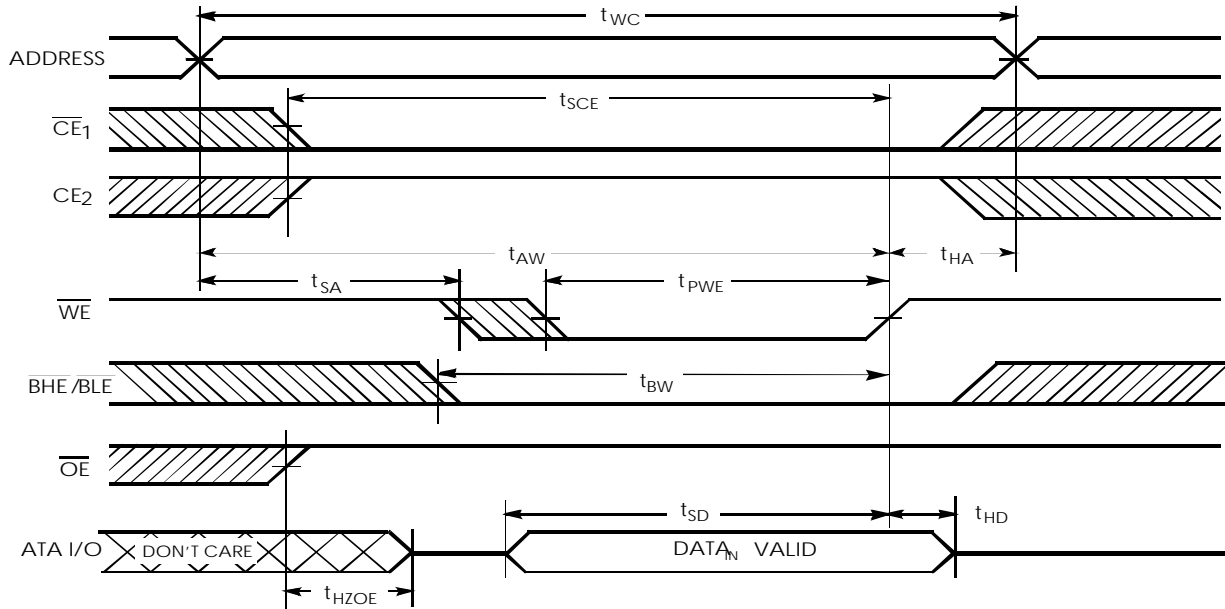 tWC
ADDRESS
tSCE
CE1
CE2
tAW
tHA
tSA
tPWE
WE
BHE/BLE
tBW
OE
tSD
tHD
ATA I/O
DON'T CARE
DATAIN VALID
tHZOE